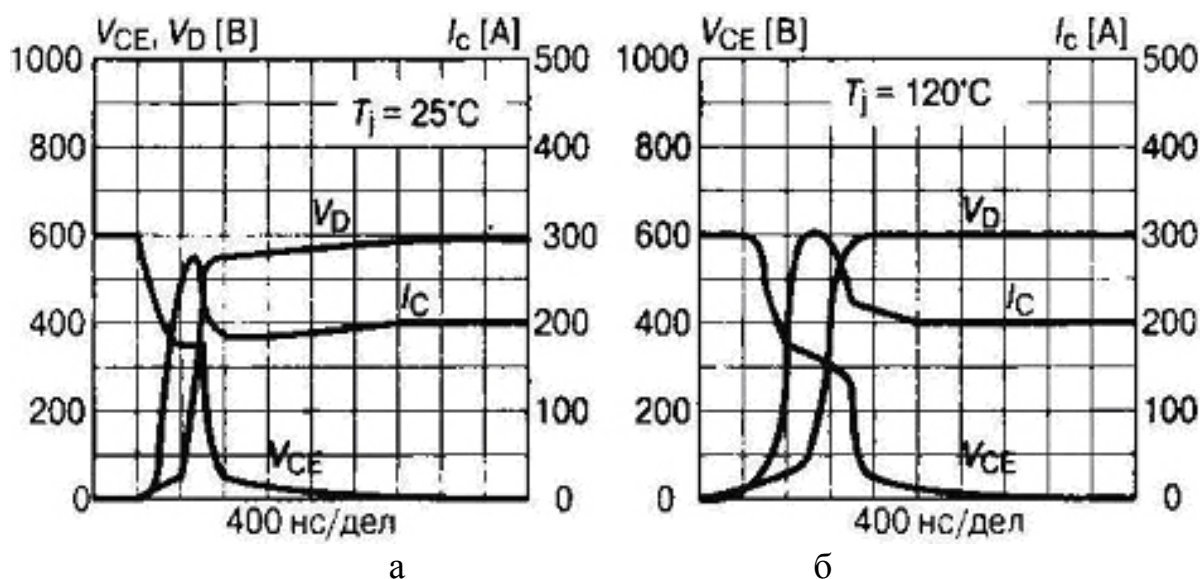 V_CE, V_D [В] I_c [А]
1000 500
T_j = 25°C
800 400
V_D
600 300
I_C
400 200
200 100
V_CE
0 0
400 нс/дел
а
V_CE [В] I_c [А]
1000 500
T_j = 120°C
800 400
V_D
600 300
I_C
400 200
200 100
V_CE
0 0
400 нс/дел
б